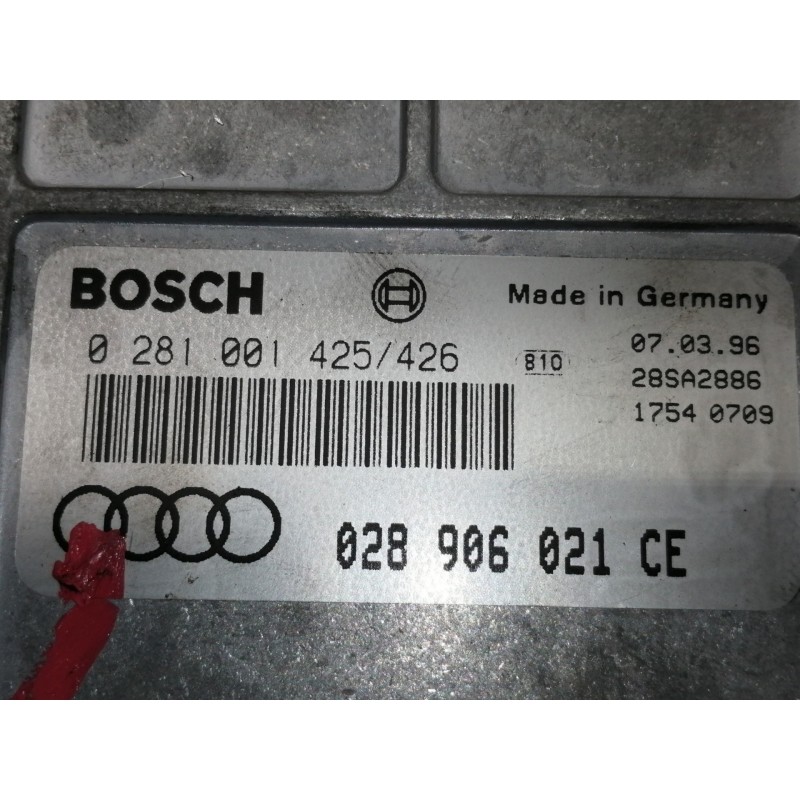 BOSCH
Made in Germany
0 281 001 425/426
810
07.03.96
28SA2886
1754 0709
028 906 021 CE